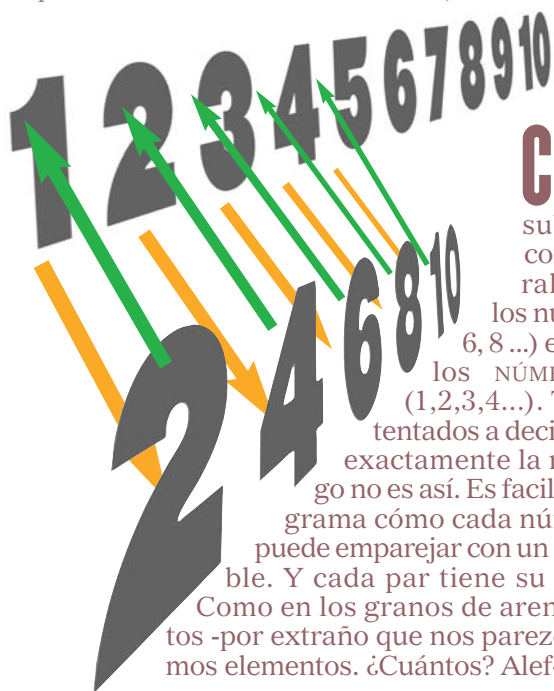 1 2 3 4 5 6 7 8 9 10
2 4 6 8 10
C
su
co
ral
los nú
6, 8 ...) e
los NÚME
(1,2,3,4...).
tentados a deci
exactamente la
go no es así. Es facil
grama cómo cada nú
puede emparejar con un
ble. Y cada par tiene su
Como en los granos de aren
tos -por extraño que nos parez
mos elementos. ¿Cuántos? Alef-